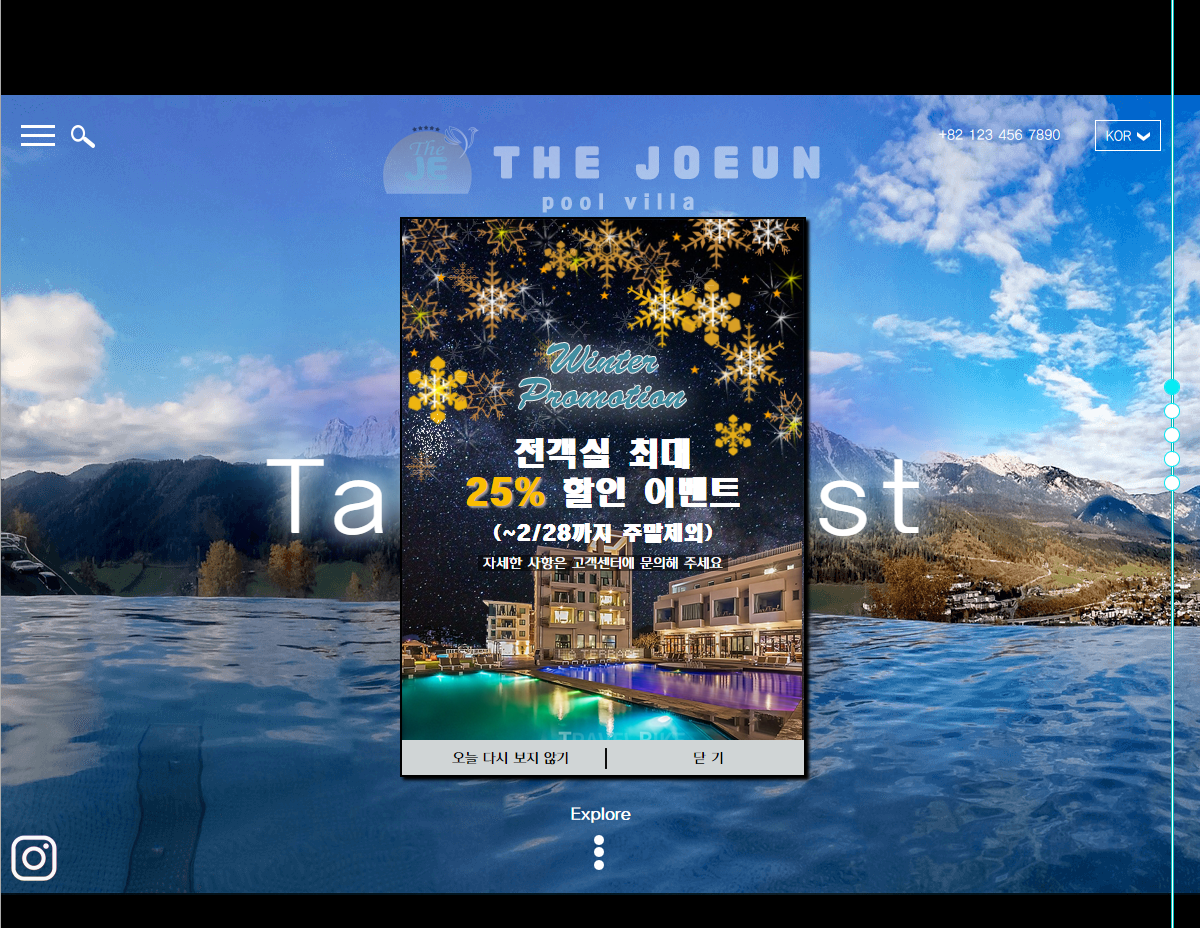 The
JE
THE JOEUN
pool villa
+82 123 456 7890
KOR
Winter
Promotion
전객실 최대
25% 할인 이벤트
(~2/28까지 주말제외)
자세한 사항은 고객센터에 문의해 주세요
Ta
st
오늘 다시 보지 않기
닫 기
Explore